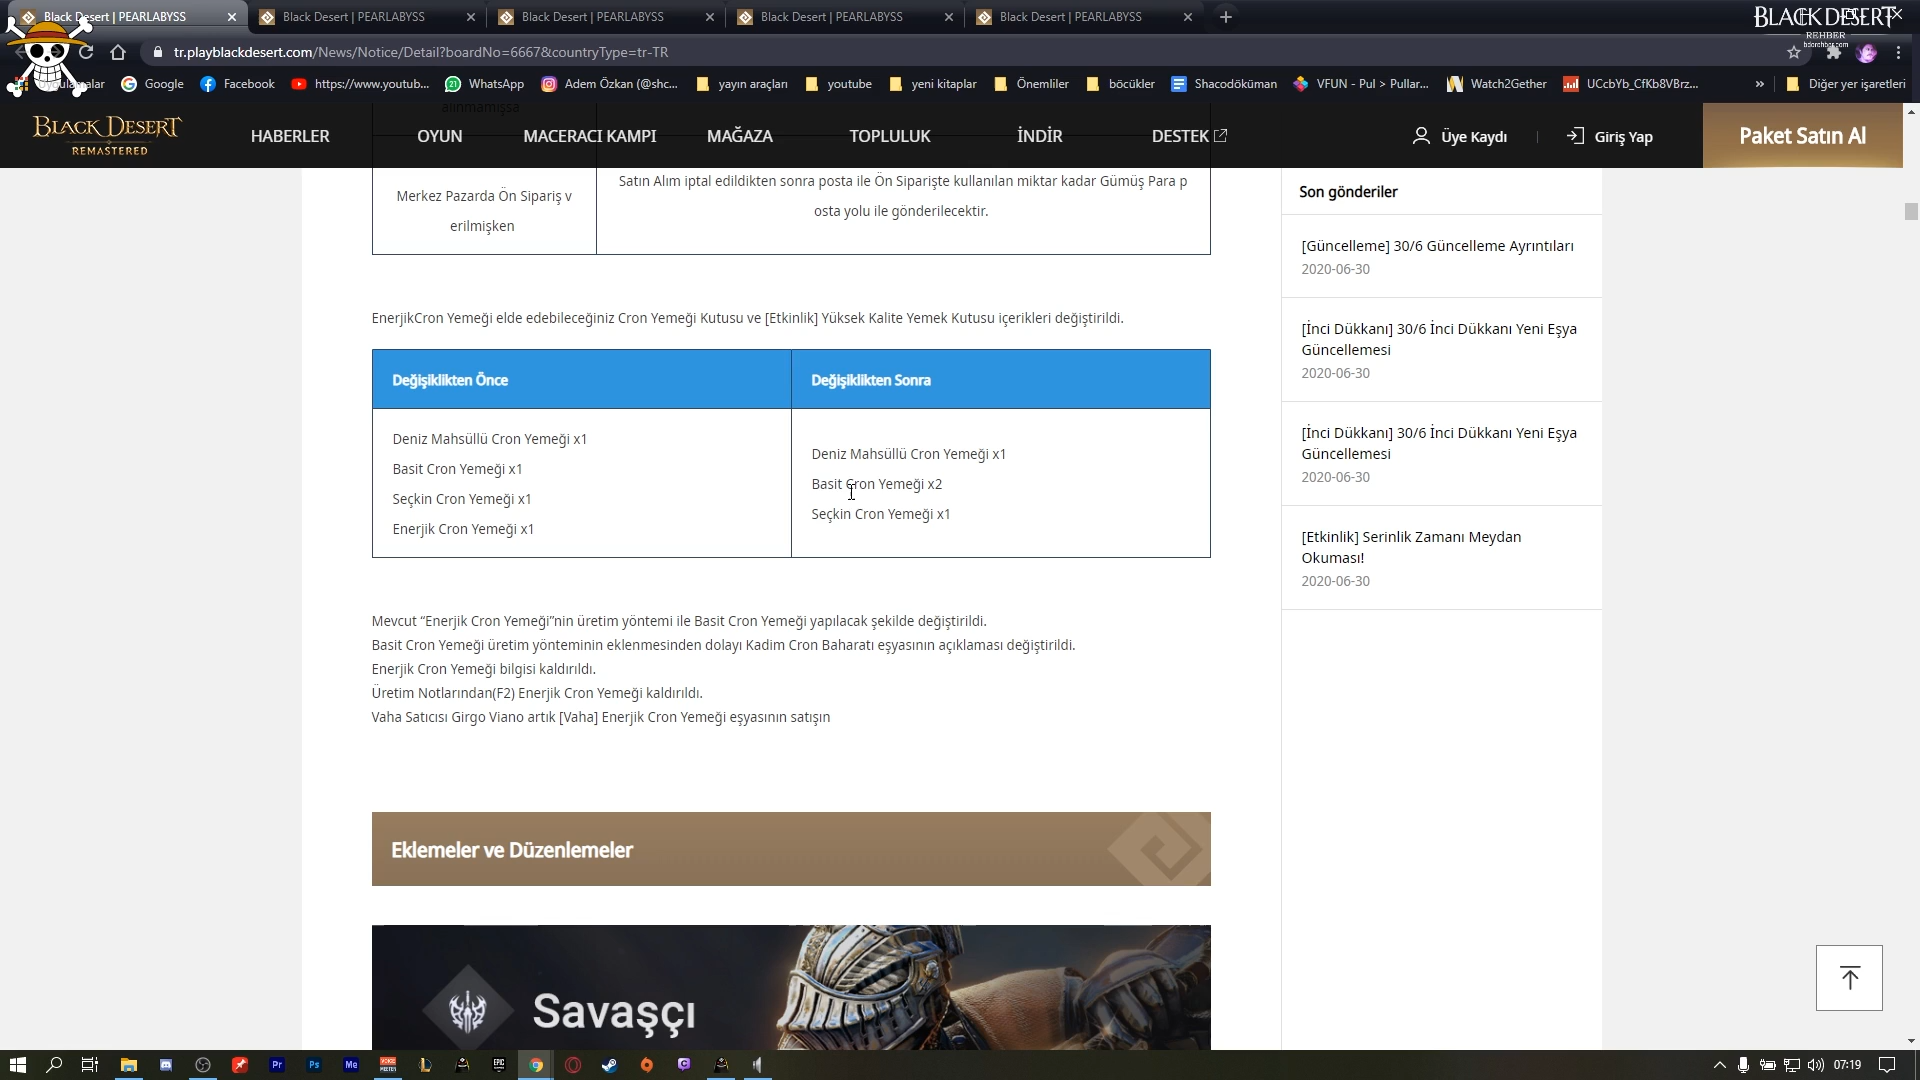 Black Desert | PEARLABYSS
Black Desert | PEARLABYSS
Black Desert | PEARLABYSS
Black Desert | PEARLABYSS
Black Desert | PEARLABYSS
BLACK DESERT
REHBER
bdorehber.com
tr.playblackdesert.com/News/Notice/Detail?boardNo=6667&countryType=tr-TR
Google
Facebook
https://www.youtub...
WhatsApp
Adem Özkan (@shc...
yayın araçları
youtube
yeni kitaplar
Önemliler
böcükler
Shacodöküman
VFUN - Pul > Pullar...
Watch2Gether
UCcbYb_CfKb8VBrz...
»
Diğer yer işaretleri
alınmamışsa
BLACK DESERT
REMASTERED
HABERLER
OYUN
MACERACI KAMPI
MAĞAZA
TOPLULUK
İNDİR
DESTEK
Üye Kaydı
Giriş Yap
Paket Satın Al
Merkez Pazarda Ön Sipariş v
erilmişken
Satın Alım iptal edildikten sonra posta ile Ön Siparişte kullanılan miktar kadar Gümüş Para p
osta yolu ile gönderilecektir.
EnerjikCron Yemeği elde edebileceğiniz Cron Yemeği Kutusu ve [Etkinlik] Yüksek Kalite Yemek Kutusu içerikleri değiştirildi.
Değişiklikten Önce
Değişiklikten Sonra
Deniz Mahsüllü Cron Yemeği x1
Basit Cron Yemeği x1
Seçkin Cron Yemeği x1
Enerjik Cron Yemeği x1
Deniz Mahsüllü Cron Yemeği x1
Basit Cron Yemeği x2
Seçkin Cron Yemeği x1
Mevcut “Enerjik Cron Yemeği”nin üretim yöntemi ile Basit Cron Yemeği yapılacak şekilde değiştirildi.
Basit Cron Yemeği üretim yönteminin eklenmesinden dolayı Kadim Cron Baharatı eşyasının açıklaması değiştirildi.
Enerjik Cron Yemeği bilgisi kaldırıldı.
Üretim Notlarından(F2) Enerjik Cron Yemeği kaldırıldı.
Vaha Satıcısı Girgo Viano artık [Vaha] Enerjik Cron Yemeği eşyasının satışın
Eklemeler ve Düzenlemeler
Savaşçı
Son gönderiler
[Güncelleme] 30/6 Güncelleme Ayrıntıları
2020-06-30
[İnci Dükkanı] 30/6 İnci Dükkanı Yeni Eşya
Güncellemesi
2020-06-30
[İnci Dükkanı] 30/6 İnci Dükkanı Yeni Eşya
Güncellemesi
2020-06-30
[Etkinlik] Serinlik Zamanı Meydan
Okuması!
2020-06-30
Pr
Ps
Me
07:19